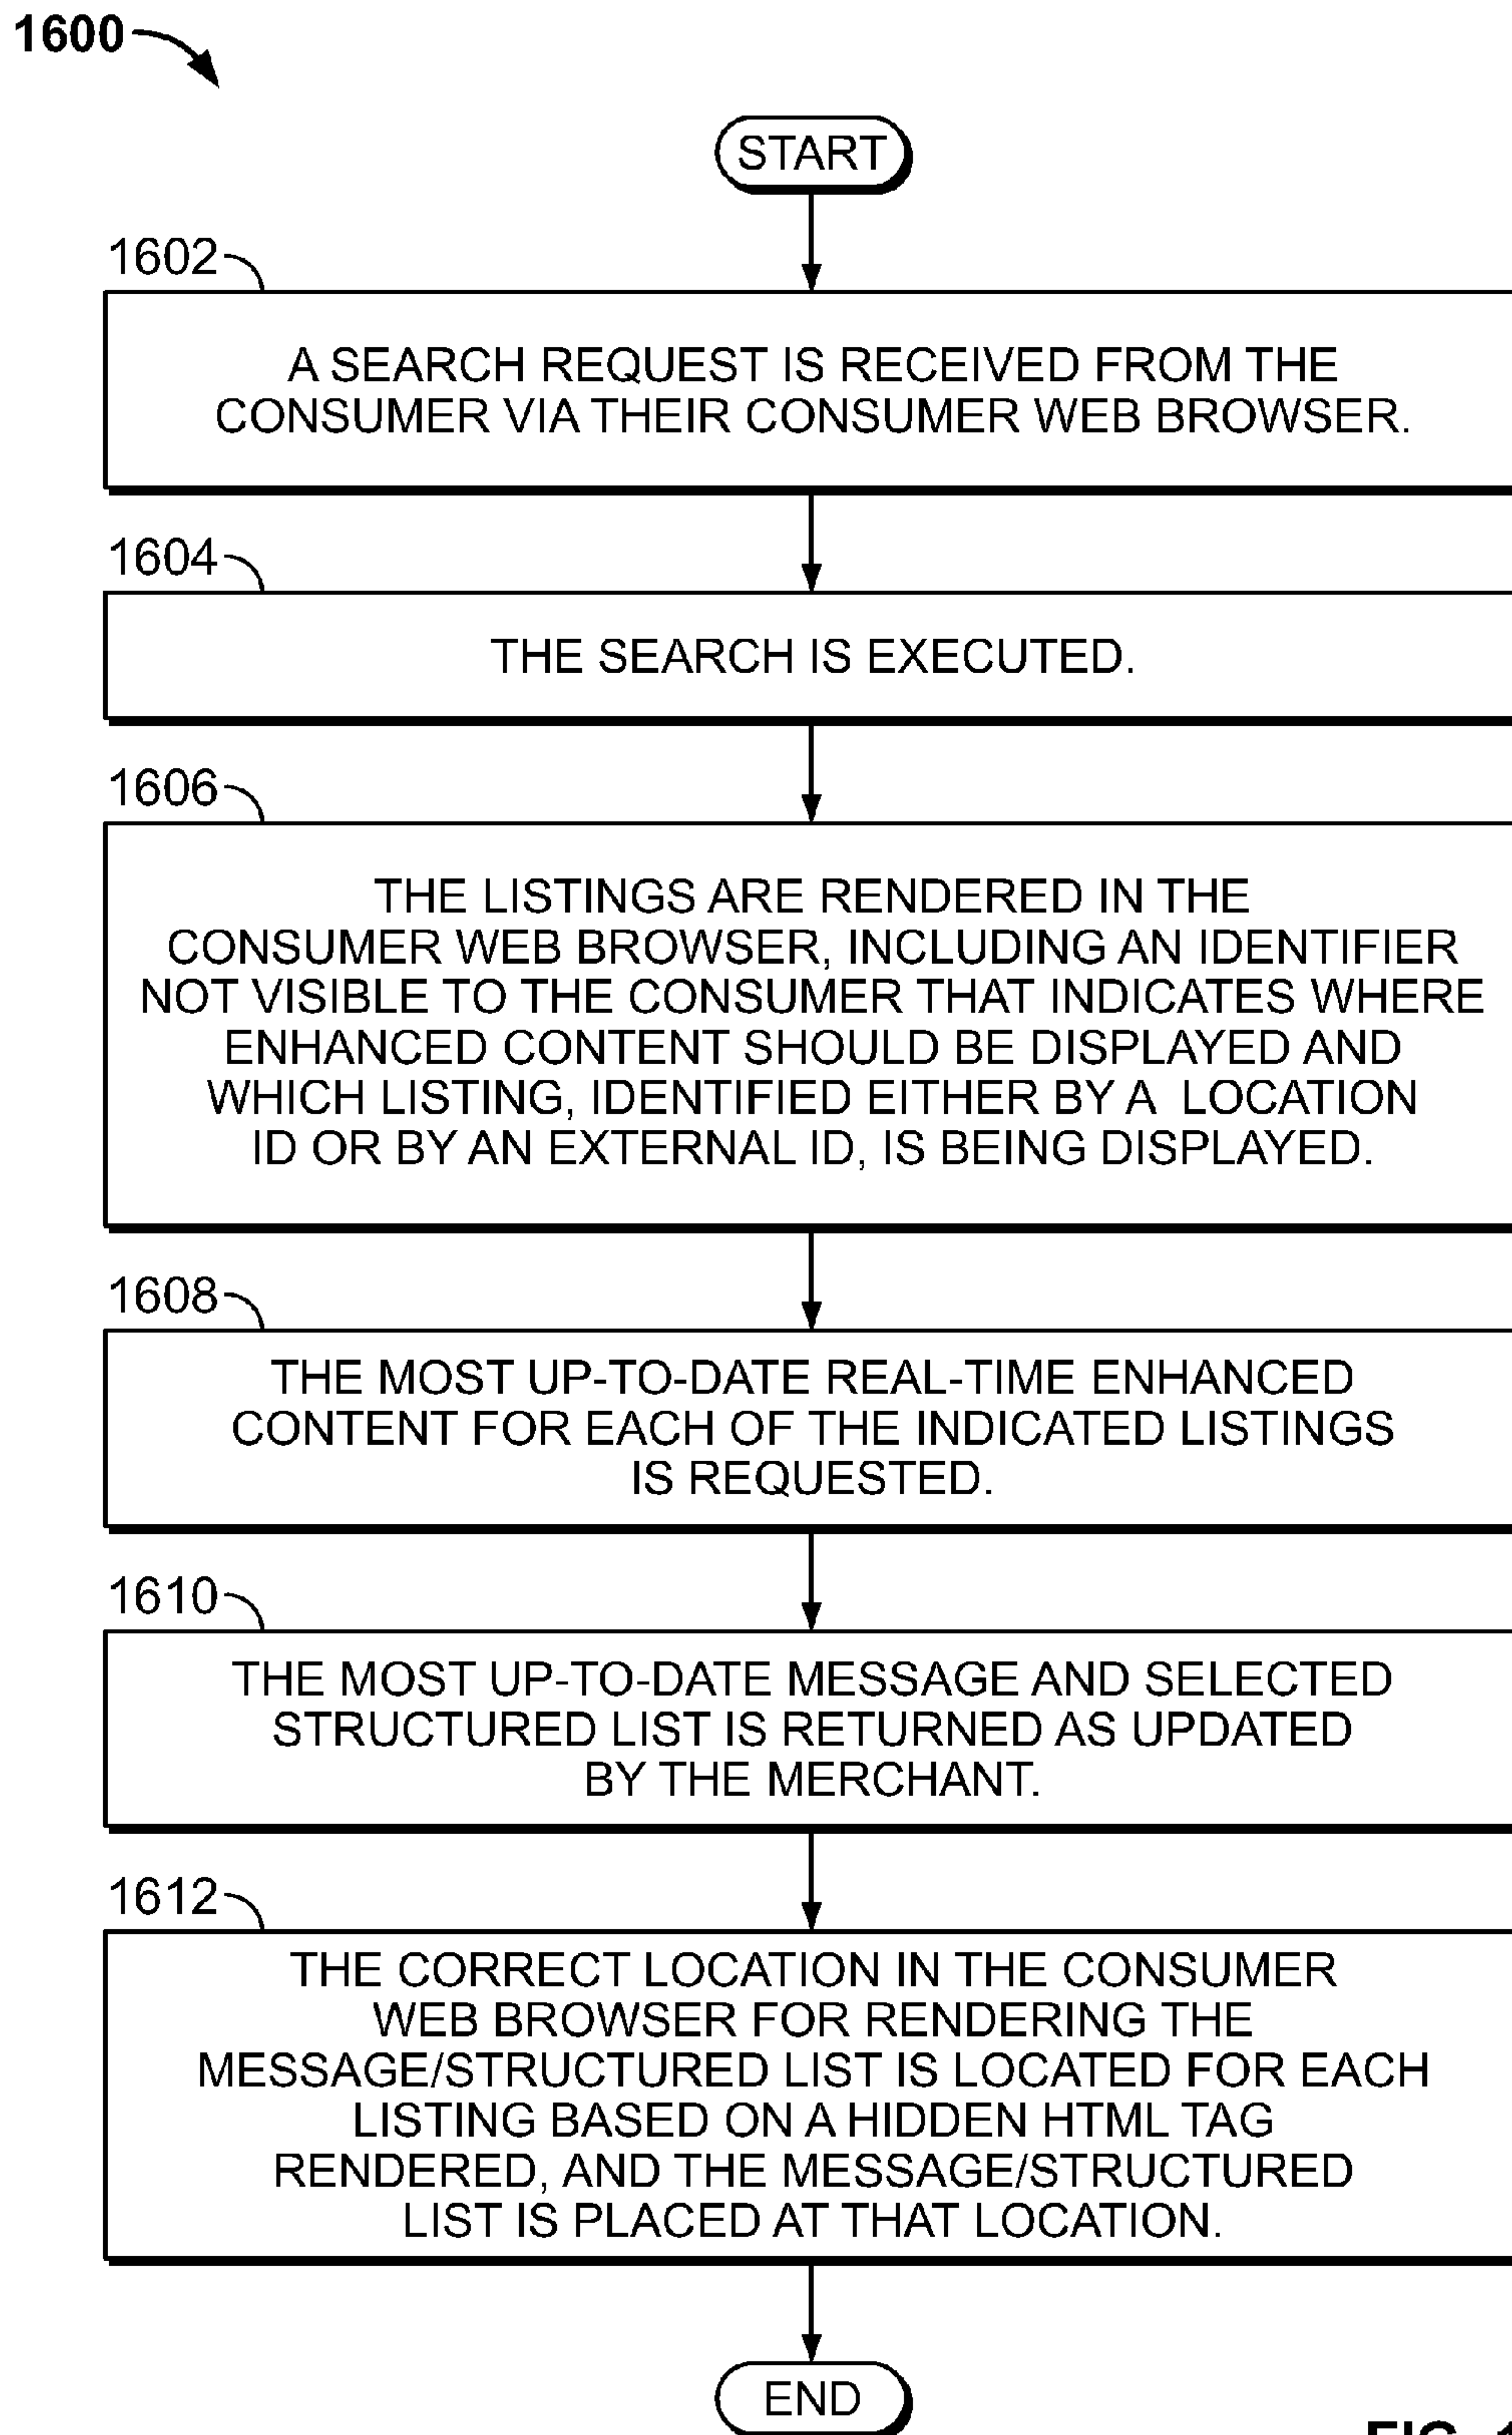 1600
START
1602
A SEARCH REQUEST IS RECEIVED FROM THE
CONSUMER VIA THEIR CONSUMER WEB BROWSER.
1604
THE SEARCH IS EXECUTED.
1606
THE LISTINGS ARE RENDERED IN THE
CONSUMER WEB BROWSER, INCLUDING AN IDENTIFIER
NOT VISIBLE TO THE CONSUMER THAT INDICATES WHERE
ENHANCED CONTENT SHOULD BE DISPLAYED AND
WHICH LISTING, IDENTIFIED EITHER BY A LOCATION
ID OR BY AN EXTERNAL ID, IS BEING DISPLAYED.
1608
THE MOST UP-TO-DATE REAL-TIME ENHANCED
CONTENT FOR EACH OF THE INDICATED LISTINGS
IS REQUESTED.
1610
THE MOST UP-TO-DATE MESSAGE AND SELECTED
STRUCTURED LIST IS RETURNED AS UPDATED
BY THE MERCHANT.
1612
THE CORRECT LOCATION IN THE CONSUMER
WEB BROWSER FOR RENDERING THE
MESSAGE/STRUCTURED LIST IS LOCATED FOR EACH
LISTING BASED ON A HIDDEN HTML TAG
RENDERED, AND THE MESSAGE/STRUCTURED
LIST IS PLACED AT THAT LOCATION.
END